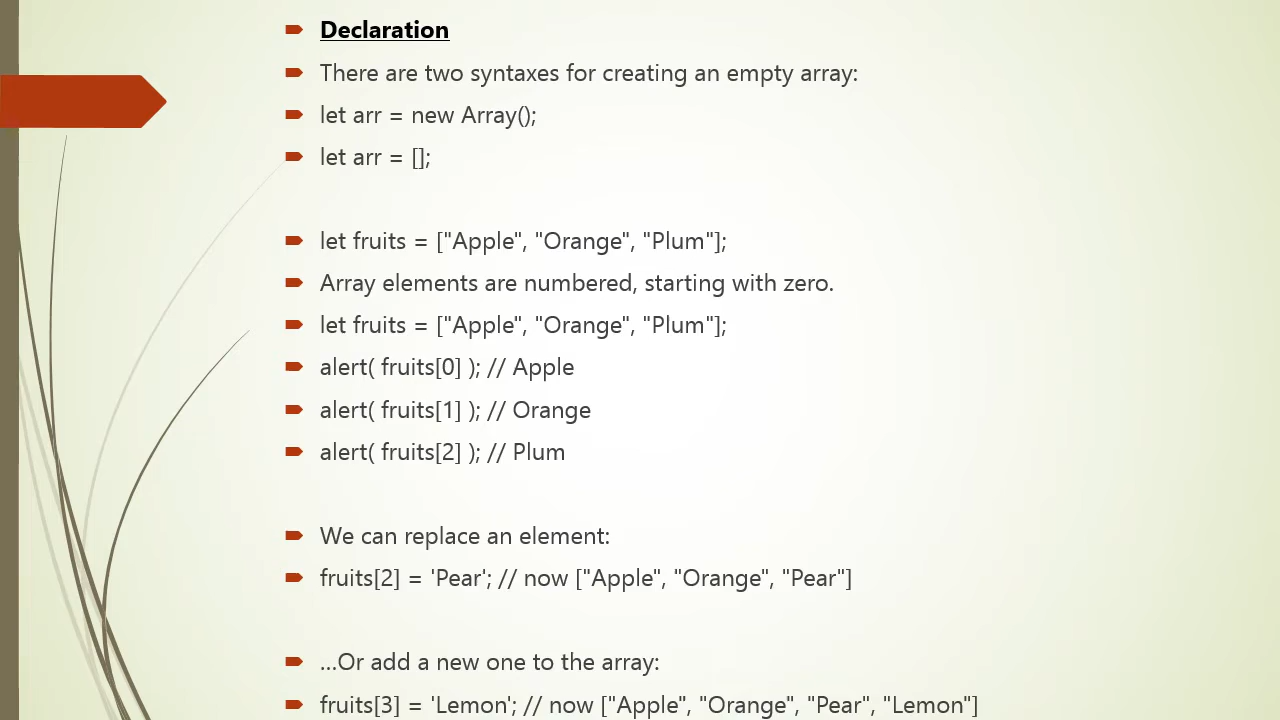 Declaration
There are two syntaxes for creating an empty array:
let arr = new Array();
let arr = [];
let fruits = ["Apple", "Orange", "Plum"];
Array elements are numbered, starting with zero.
let fruits = ["Apple", "Orange", "Plum"];
alert( fruits[0] ); // Apple
alert( fruits[1] ); // Orange
alert( fruits[2] ); // Plum
We can replace an element:
fruits[2] = 'Pear'; // now ["Apple", "Orange", "Pear"]
…Or add a new one to the array:
fruits[3] = 'Lemon'; // now ["Apple", "Orange", "Pear", "Lemon"]